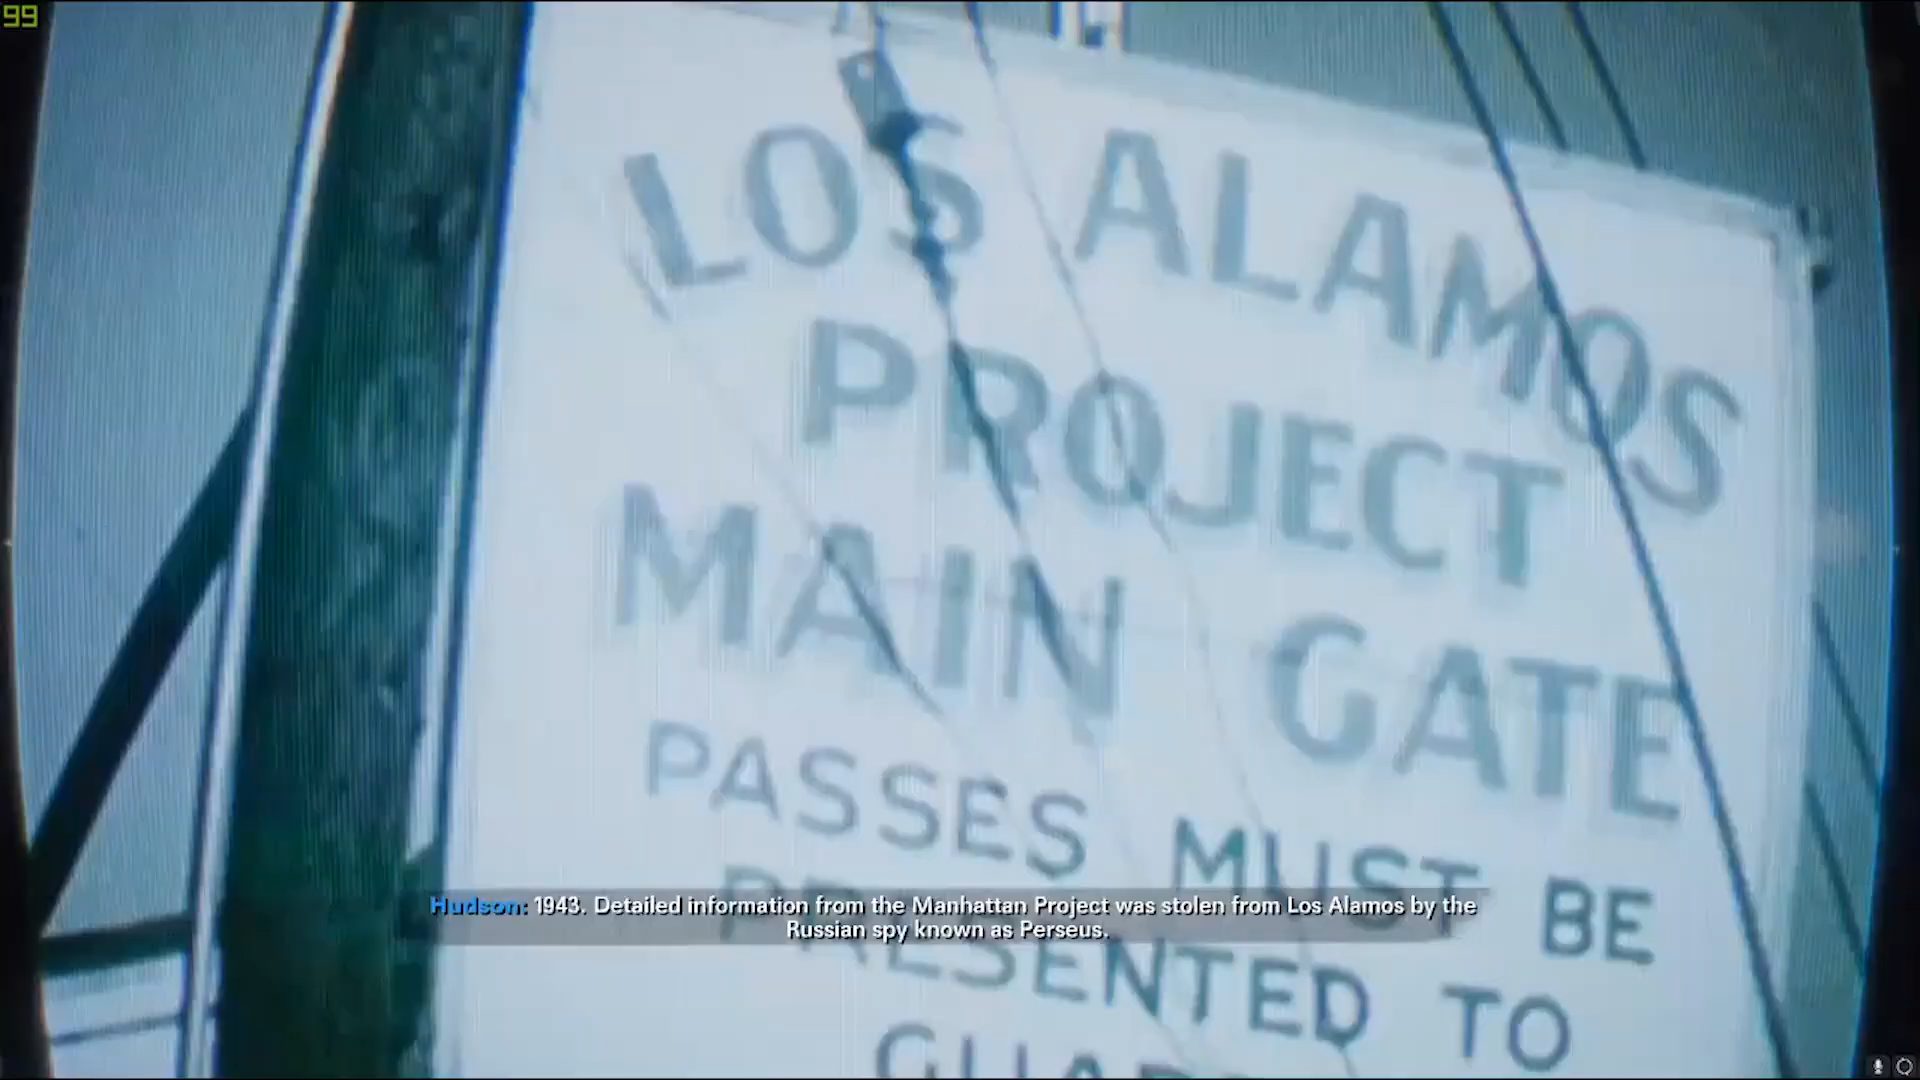 99
LOS ALAMOS
PROJECT
MAIN GATE
PASSES MUST BE
PRESENTED TO
Hudson: 1943. Detailed information from the Manhattan Project was stolen from Los Alamos by the
Russian spy known as Perseus.